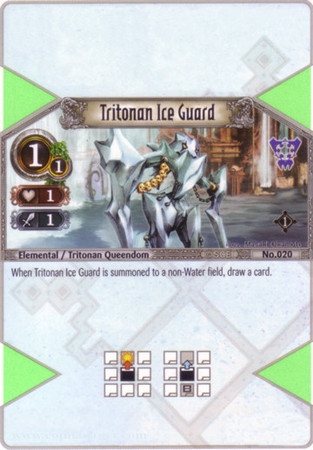 Tritonan Ice Guard
1
1
1
1
1
Elemental / Tritonan Queendom
No.020
When Tritonan Ice Guard is summoned to a non-Water field, draw a card.